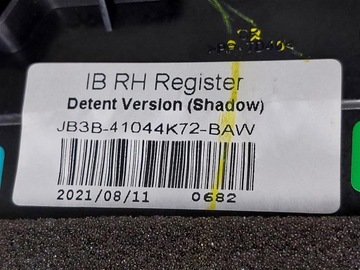 IB RH Register
Detent Version (Shadow)
JB3B-41044K72-BAW
2021/08/11 0682